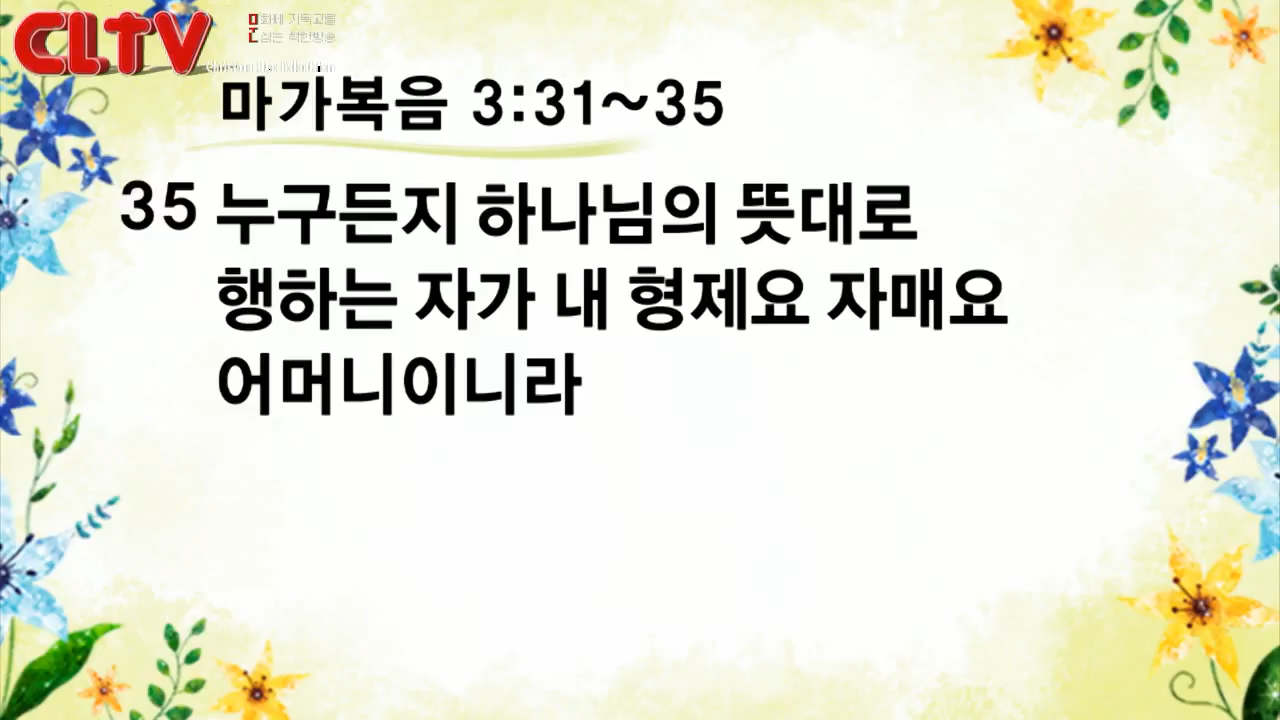 CLTV
마가복음 3:31~35
35 누구든지 하나님의 뜻대로
행하는 자가 내 형제요 자매요
어머니이니라